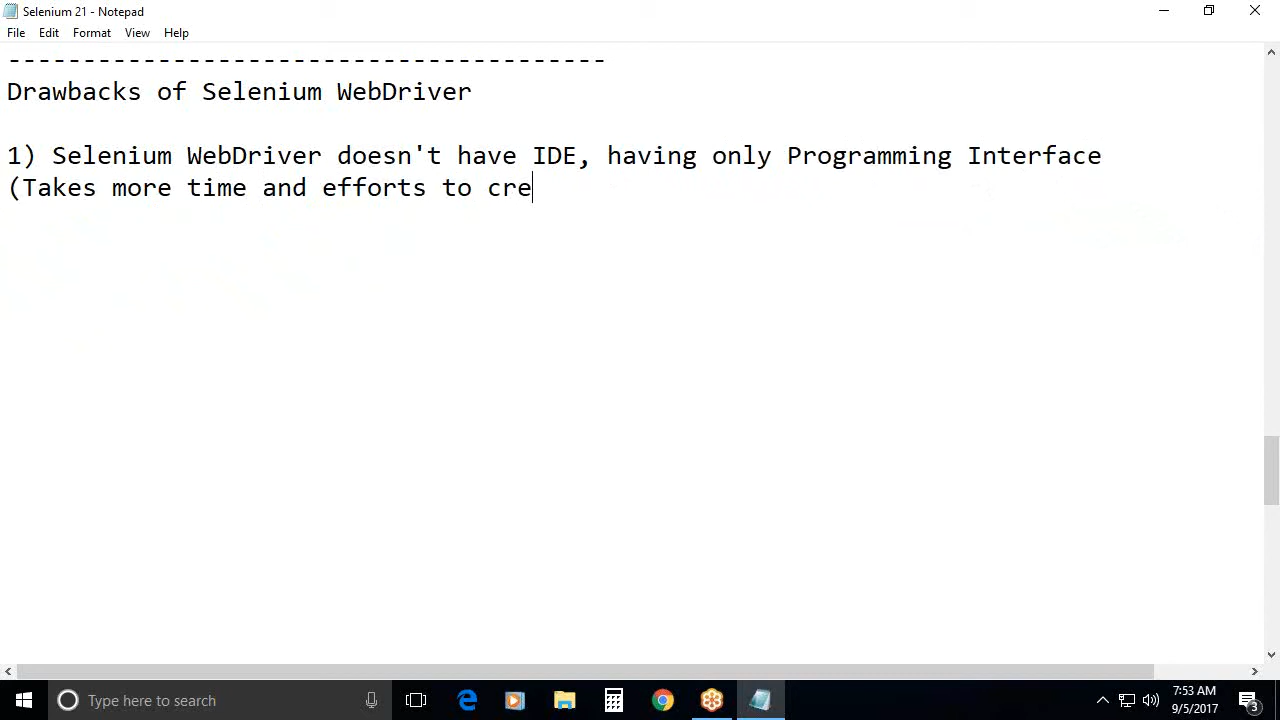 Selenium 21 - Notepad
File Edit Format View Help
----------------------------------------
Drawbacks of Selenium WebDriver
1) Selenium WebDriver doesn't have IDE, having only Programming Interface
(Takes more time and efforts to cre
Type here to search
7:53 AM
9/5/2017
3